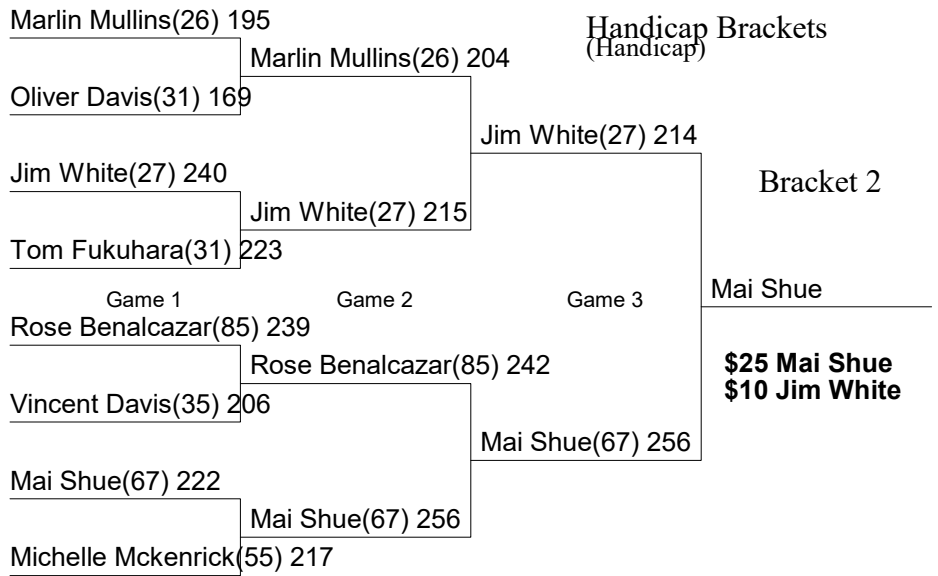 Marlin Mullins(26) 195
Handicap Brackets
(Handicap)
Marlin Mullins(26) 204
Oliver Davis(31) 169
Jim White(27) 214
Jim White(27) 240
Bracket 2
Jim White(27) 215
Tom Fukuhara(31) 223
Game 1
Game 2
Game 3
Mai Shue
Rose Benalcazar(85) 239
Rose Benalcazar(85) 242
$25 Mai Shue
$10 Jim White
Vincent Davis(35) 206
Mai Shue(67) 256
Mai Shue(67) 222
Mai Shue(67) 256
Michelle Mckenrick(55) 217